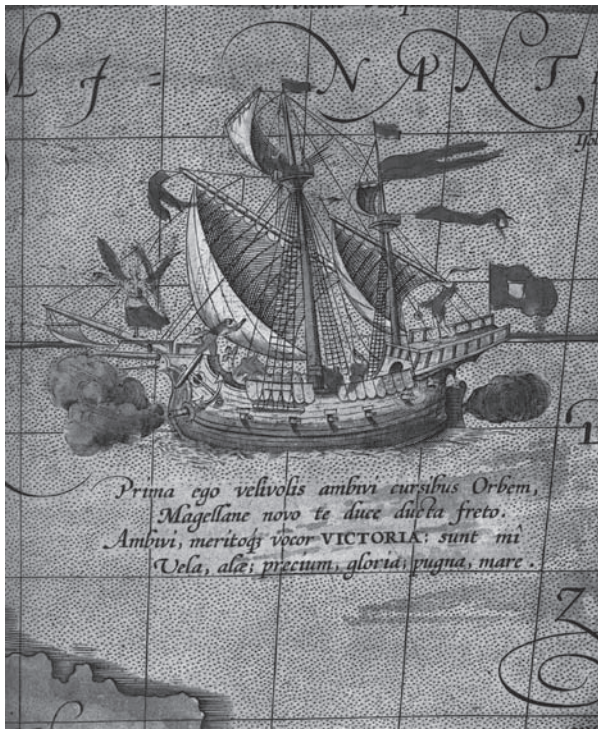 M J - N A N T
Prima ego velivolis ambivi cursibus Orbem,
Magellane novo te duce ducta freto.
Ambivi, meritoq; vocor VICTORIA: sunt mî
Vela, alæ; precium, gloria; pugna, mare.
Z